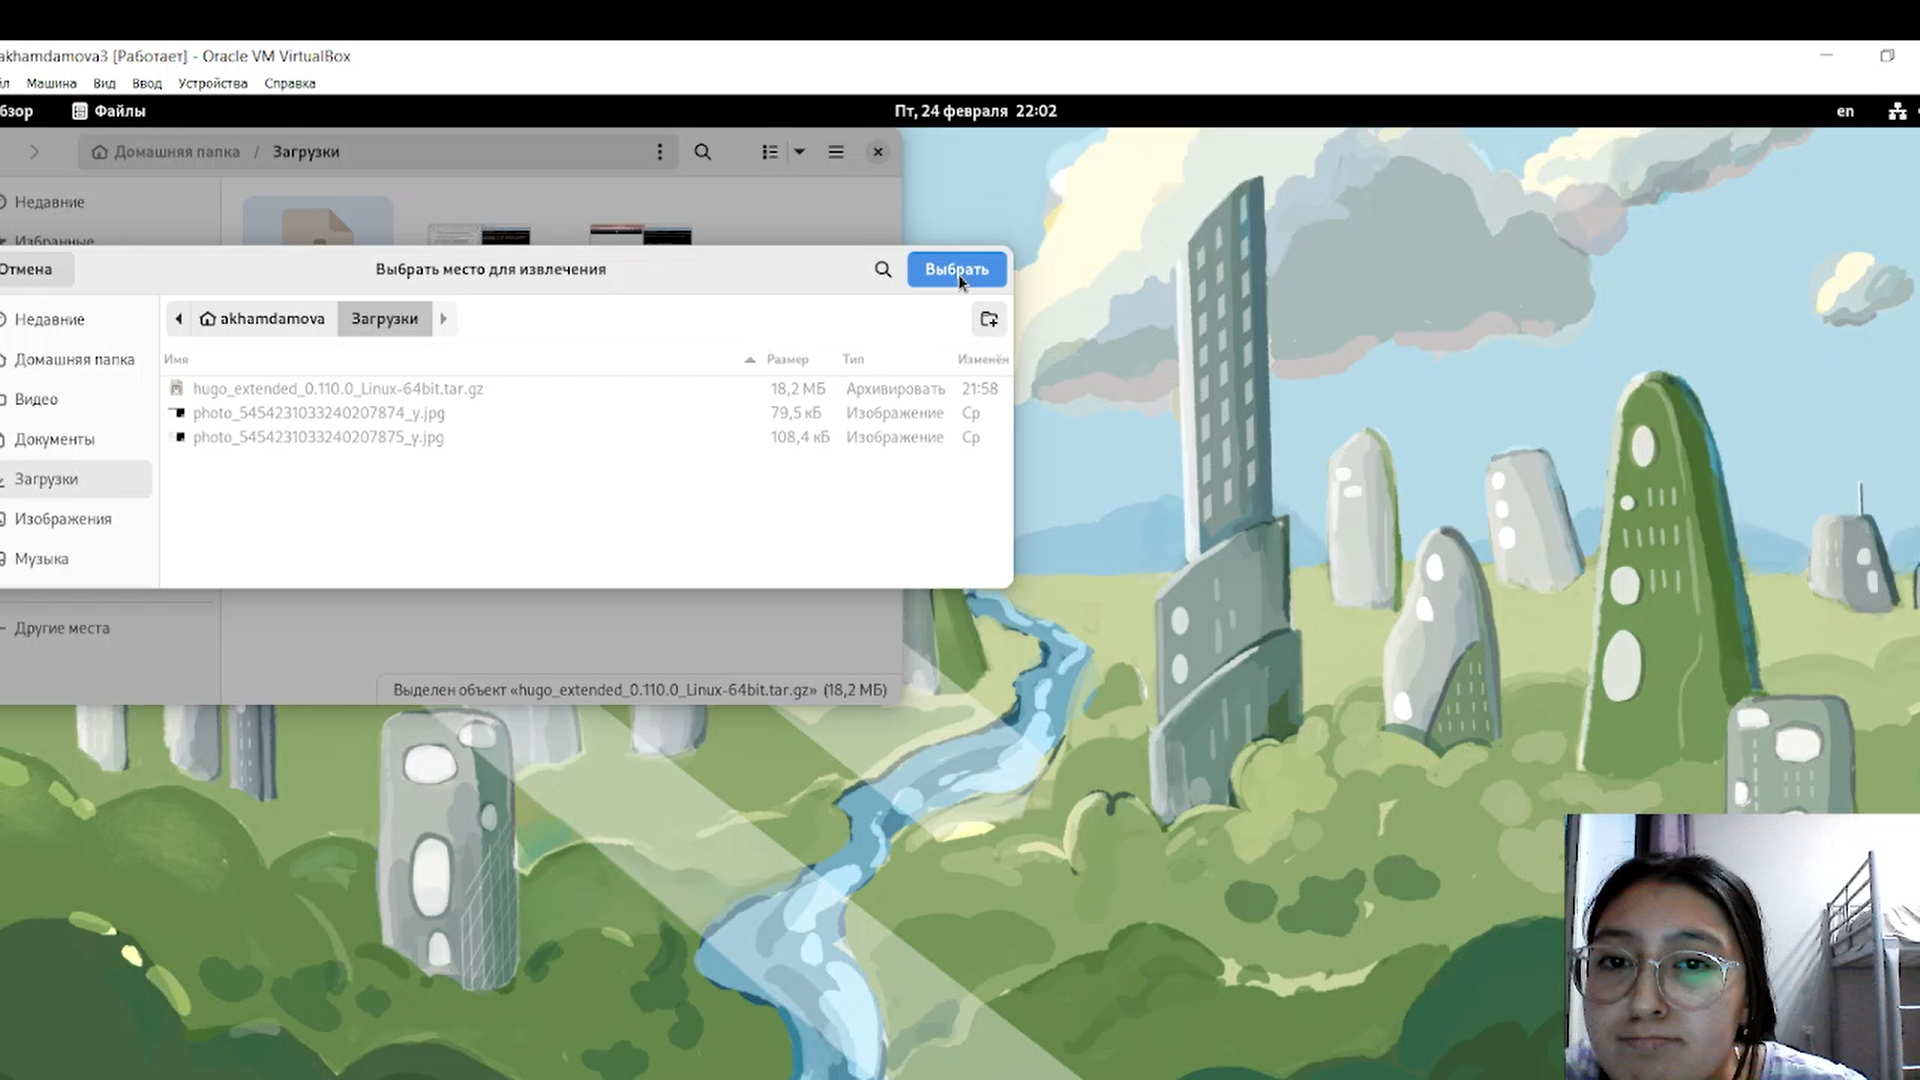 akhamdamova3 [Работает] - Oracle VM VirtualBox
йл Машина Вид Ввод Устройства Справка
бзор Файлы Пт, 24 февраля 22:02 en
Домашняя папка / Загрузки
Недавние
Избранные
Отмена Выбрать место для извлечения Выбрать
akhamdamova Загрузки
Имя Размер Тип Изменён
hugo_extended_0.110.0_Linux-64bit.tar.gz 18,2 МБ Архивировать 21:58
photo_5454231033240207874_y.jpg 79,5 кБ Изображение Ср
photo_5454231033240207875_y.jpg 108,4 кБ Изображение Ср
Недавние
Домашняя папка
Видео
Документы
Загрузки
Изображения
Музыка
Другие места
Выделен объект «hugo_extended_0.110.0_Linux-64bit.tar.gz» (18,2 МБ)